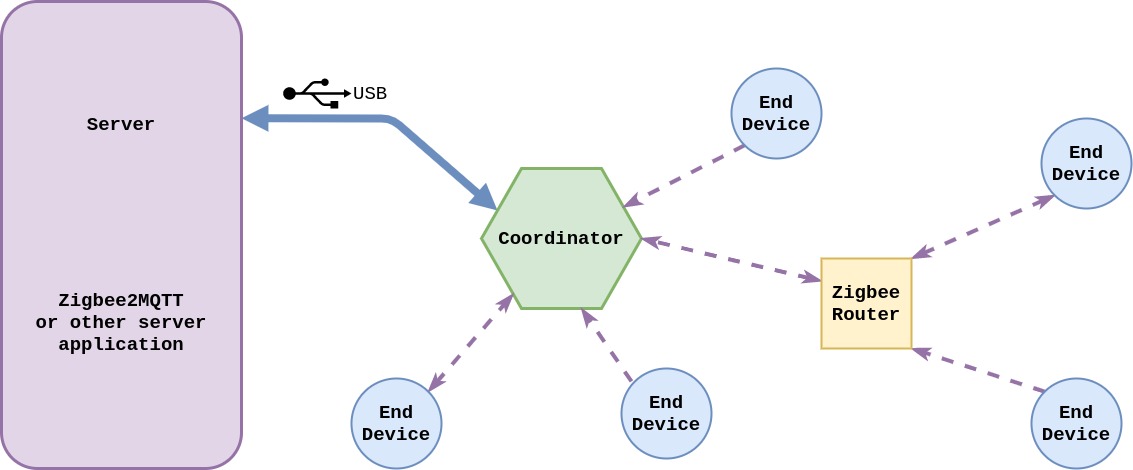 Server
Zigbee2MQTT
or other server
application
USB
Coordinator
End
Device
End
Device
Zigbee
Router
End
Device
End
Device
End
Device